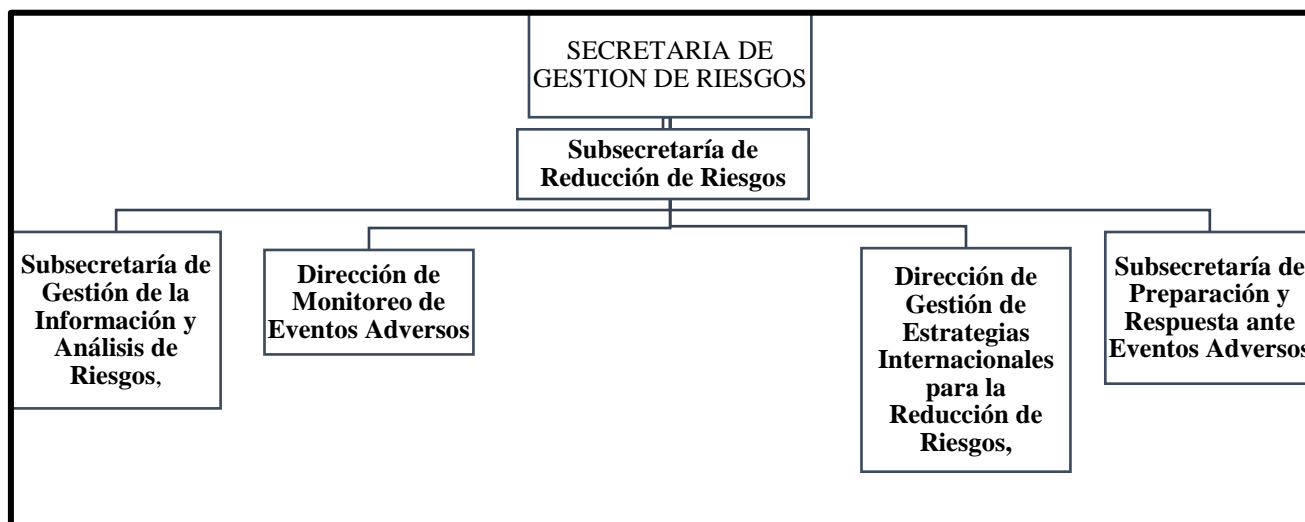 SECRETARIA DE
GESTION DE RIESGOS
Subsecretaría de
Reducción de Riesgos
Subsecretaría de
Gestión de la
Información y
Análisis de
Riesgos,
Dirección de
Monitoreo de
Eventos Adversos
Dirección de
Gestión de
Estrategias
Internacionales
para la
Reducción de
Riesgos,
Subsecretaría de
Preparación y
Respuesta ante
Eventos Adversos